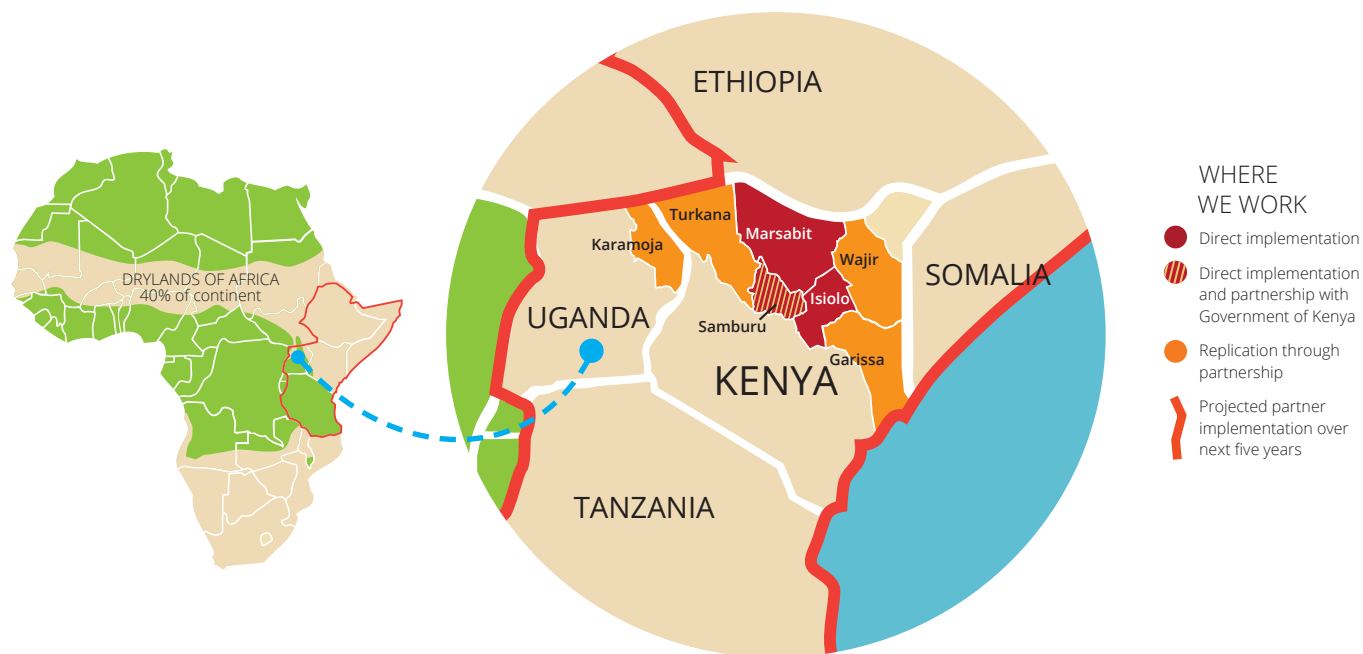 DRYLANDS OF AFRICA
40% of continent
ETHIOPIA
Turkana
Marsabit
Karamoja
Wajir
SOMALIA
Isiolo
UGANDA
Samburu
Garissa
KENYA
TANZANIA
WHERE
WE WORK
Direct implementation
Direct implementation
and partnership with
Government of Kenya
Replication through
partnership
Projected partner
implementation over
next five years